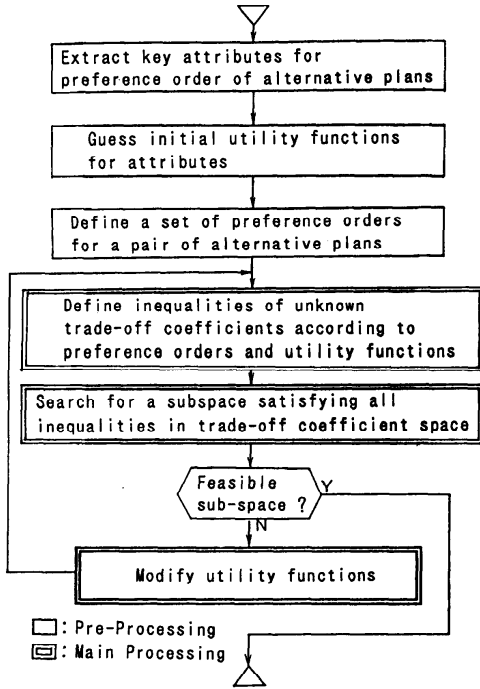 Extract key attributes for
preference order of alternative plans
Guess initial utility functions
for attributes
Define a set of preference orders
for a pair of alternative plans
Define inequalities of unknown
trade-off coefficients according to
preference orders and utility functions
Search for a subspace satisfying all
inequalities in trade-off coefficient space
Feasible
sub-space ?
Y
N
Modify utility functions
: Pre-Processing
: Main Processing